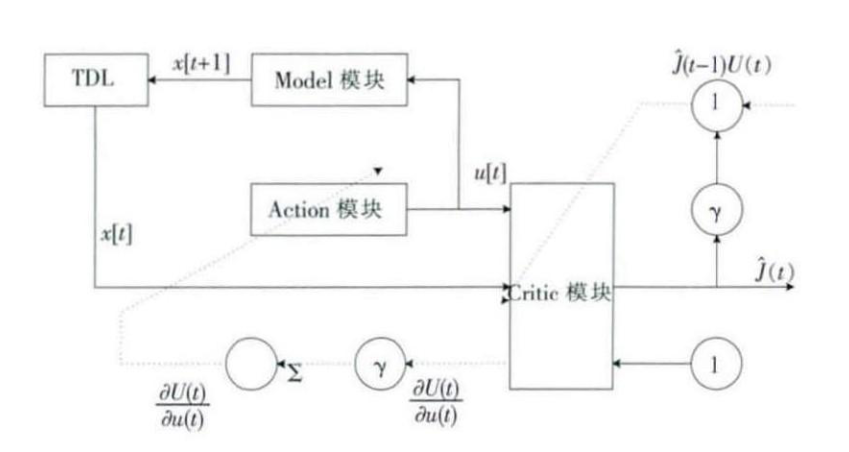 Ĵ(t−1)U(t)
TDL
x[t+1]
Model 模块
1
u[t]
Action 模块
γ
x[t]
Ĵ(t)
Critic 模块
Σ
γ
1
∂U(t)
∂u(t)
∂U(t)
∂u(t)